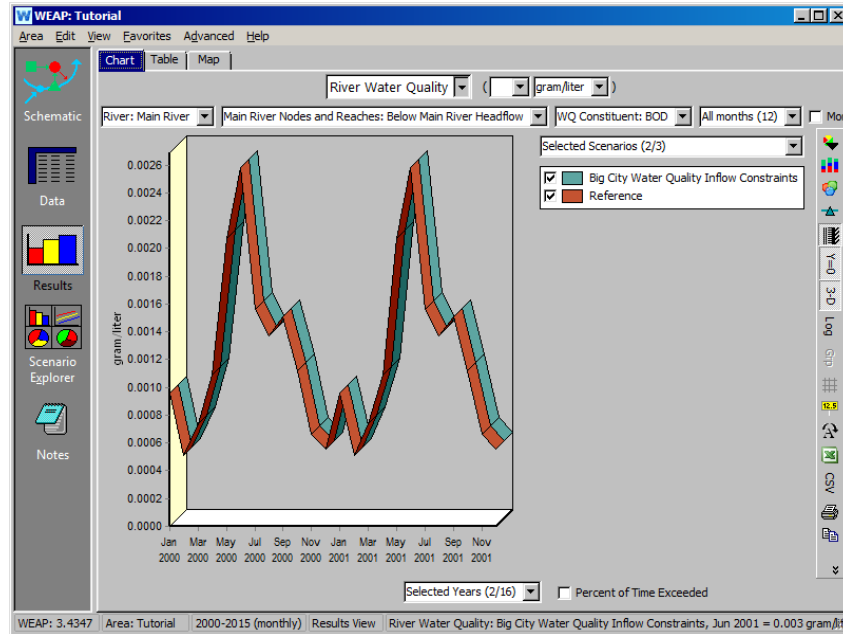 WEAP: Tutorial
Area Edit View Favorites Advanced Help
Chart Table Map
River Water Quality ( gram/liter )
River: Main River Main River Nodes and Reaches: Below Main River Headflow WQ Constituent: BOD All months (12) Mo
Selected Scenarios (2/3)
Big City Water Quality Inflow Constraints
Reference
Schematic
Data
Results
Scenario
Explorer
Notes
gram/liter
0.0026
0.0024
0.0022
0.0020
0.0018
0.0016
0.0014
0.0012
0.0010
0.0008
0.0006
0.0004
0.0002
0.0000
Jan Mar May Jul Sep Nov Jan Mar May Jul Sep Nov
2000 2000 2000 2000 2000 2000 2001 2001 2001 2001 2001 2001
Y=0
3-D
Log
Grp
12.5
A
CSV
Selected Years (2/16) Percent of Time Exceeded
WEAP: 3.4347 Area: Tutorial 2000-2015 (monthly) Results View River Water Quality: Big City Water Quality Inflow Constraints, Jun 2001 = 0.003 gram/lit